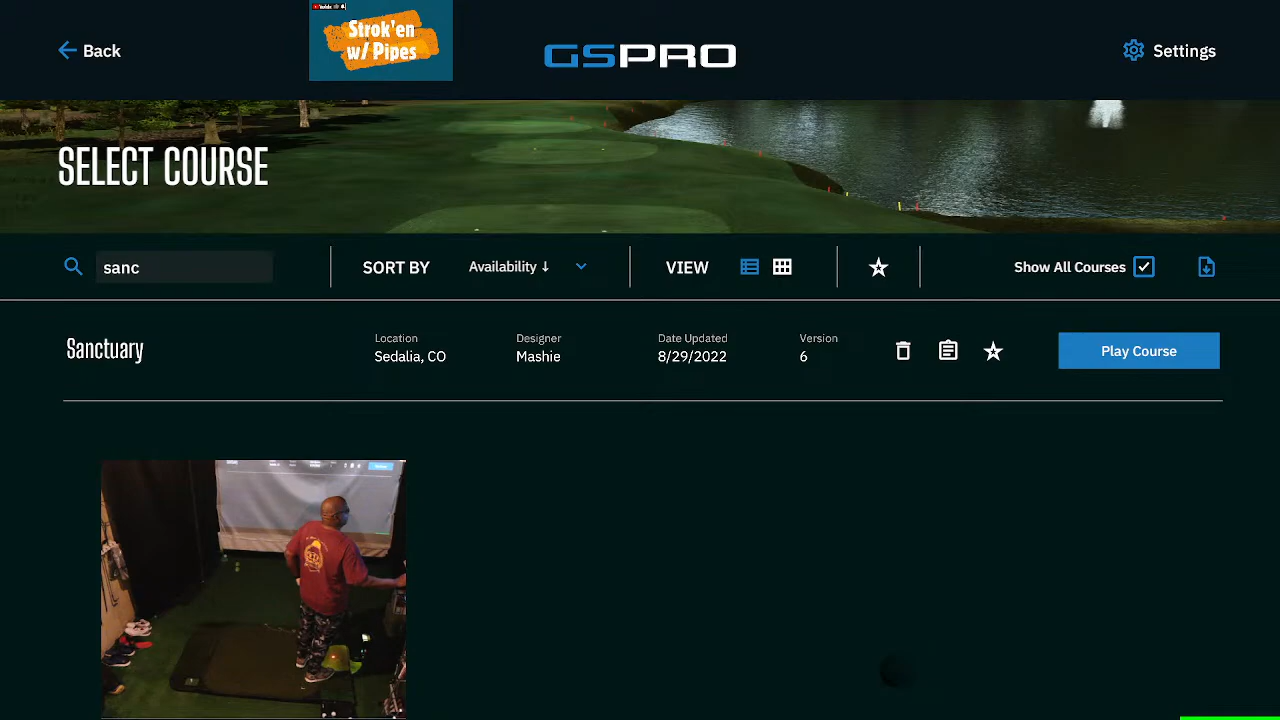 Back
YouTube
Strok'en
w/ Pipes
GSPRO
Settings
SELECT COURSE
sanc
SORT BY
Availability ↓
VIEW
Show All Courses
Sanctuary
Location
Sedalia, CO
Designer
Mashie
Date Updated
8/29/2022
Version
6
Play Course